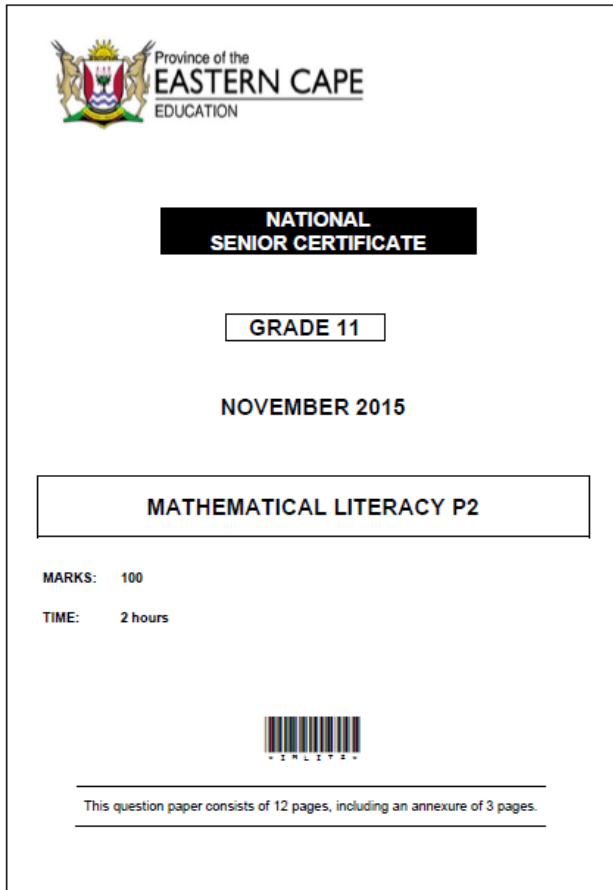 Province of the
EASTERN CAPE
EDUCATION
NATIONAL
SENIOR CERTIFICATE
GRADE 11
NOVEMBER 2015
MATHEMATICAL LITERACY P2
MARKS: 100
TIME: 2 hours
This question paper consists of 12 pages, including an annexure of 3 pages.